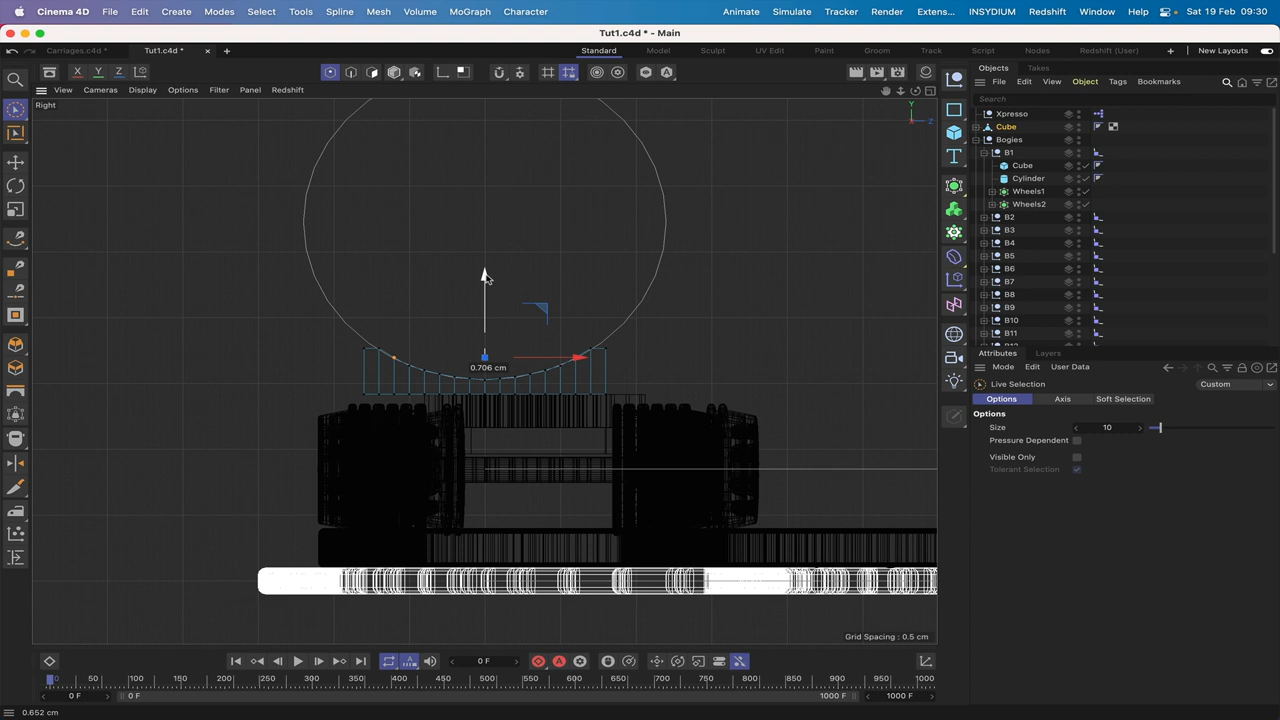 Cinema 4D File Edit Create Modes Select Tools Spline Mesh Volume MoGraph Character Animate Simulate Tracker Render Extens... INSYDIUM Redshift Window Help Sat 19 Feb 09:30
Tut1.c4d * - Main
Carriages.c4d * Tut1.c4d * Standard Model Sculpt UV Edit Paint Groom Track Script Nodes Redshift (User) New Layouts
X Y Z
Objects Takes
View Cameras Display Options Filter Panel Redshift
File Edit View Object Tags Bookmarks
Right
Search
Y
Z
Xpresso
Cube
Bogies
B1
Cube
Cylinder
Wheels1
Wheels2
B2
B3
B4
B5
B6
B7
B8
B9
B10
B11
0.706 cm
Attributes Layers
Mode Edit User Data
Live Selection Custom
Options Axis Soft Selection
Options
Size 10
Pressure Dependent
Visible Only
Tolerant Selection
Grid Spacing : 0.5 cm
0 F
0 50 100 150 200 250 300 350 400 450 500 550 600 650 700 750 800 850 900 950 1000
0 F 0 F 1000 F 1000 F
0.652 cm